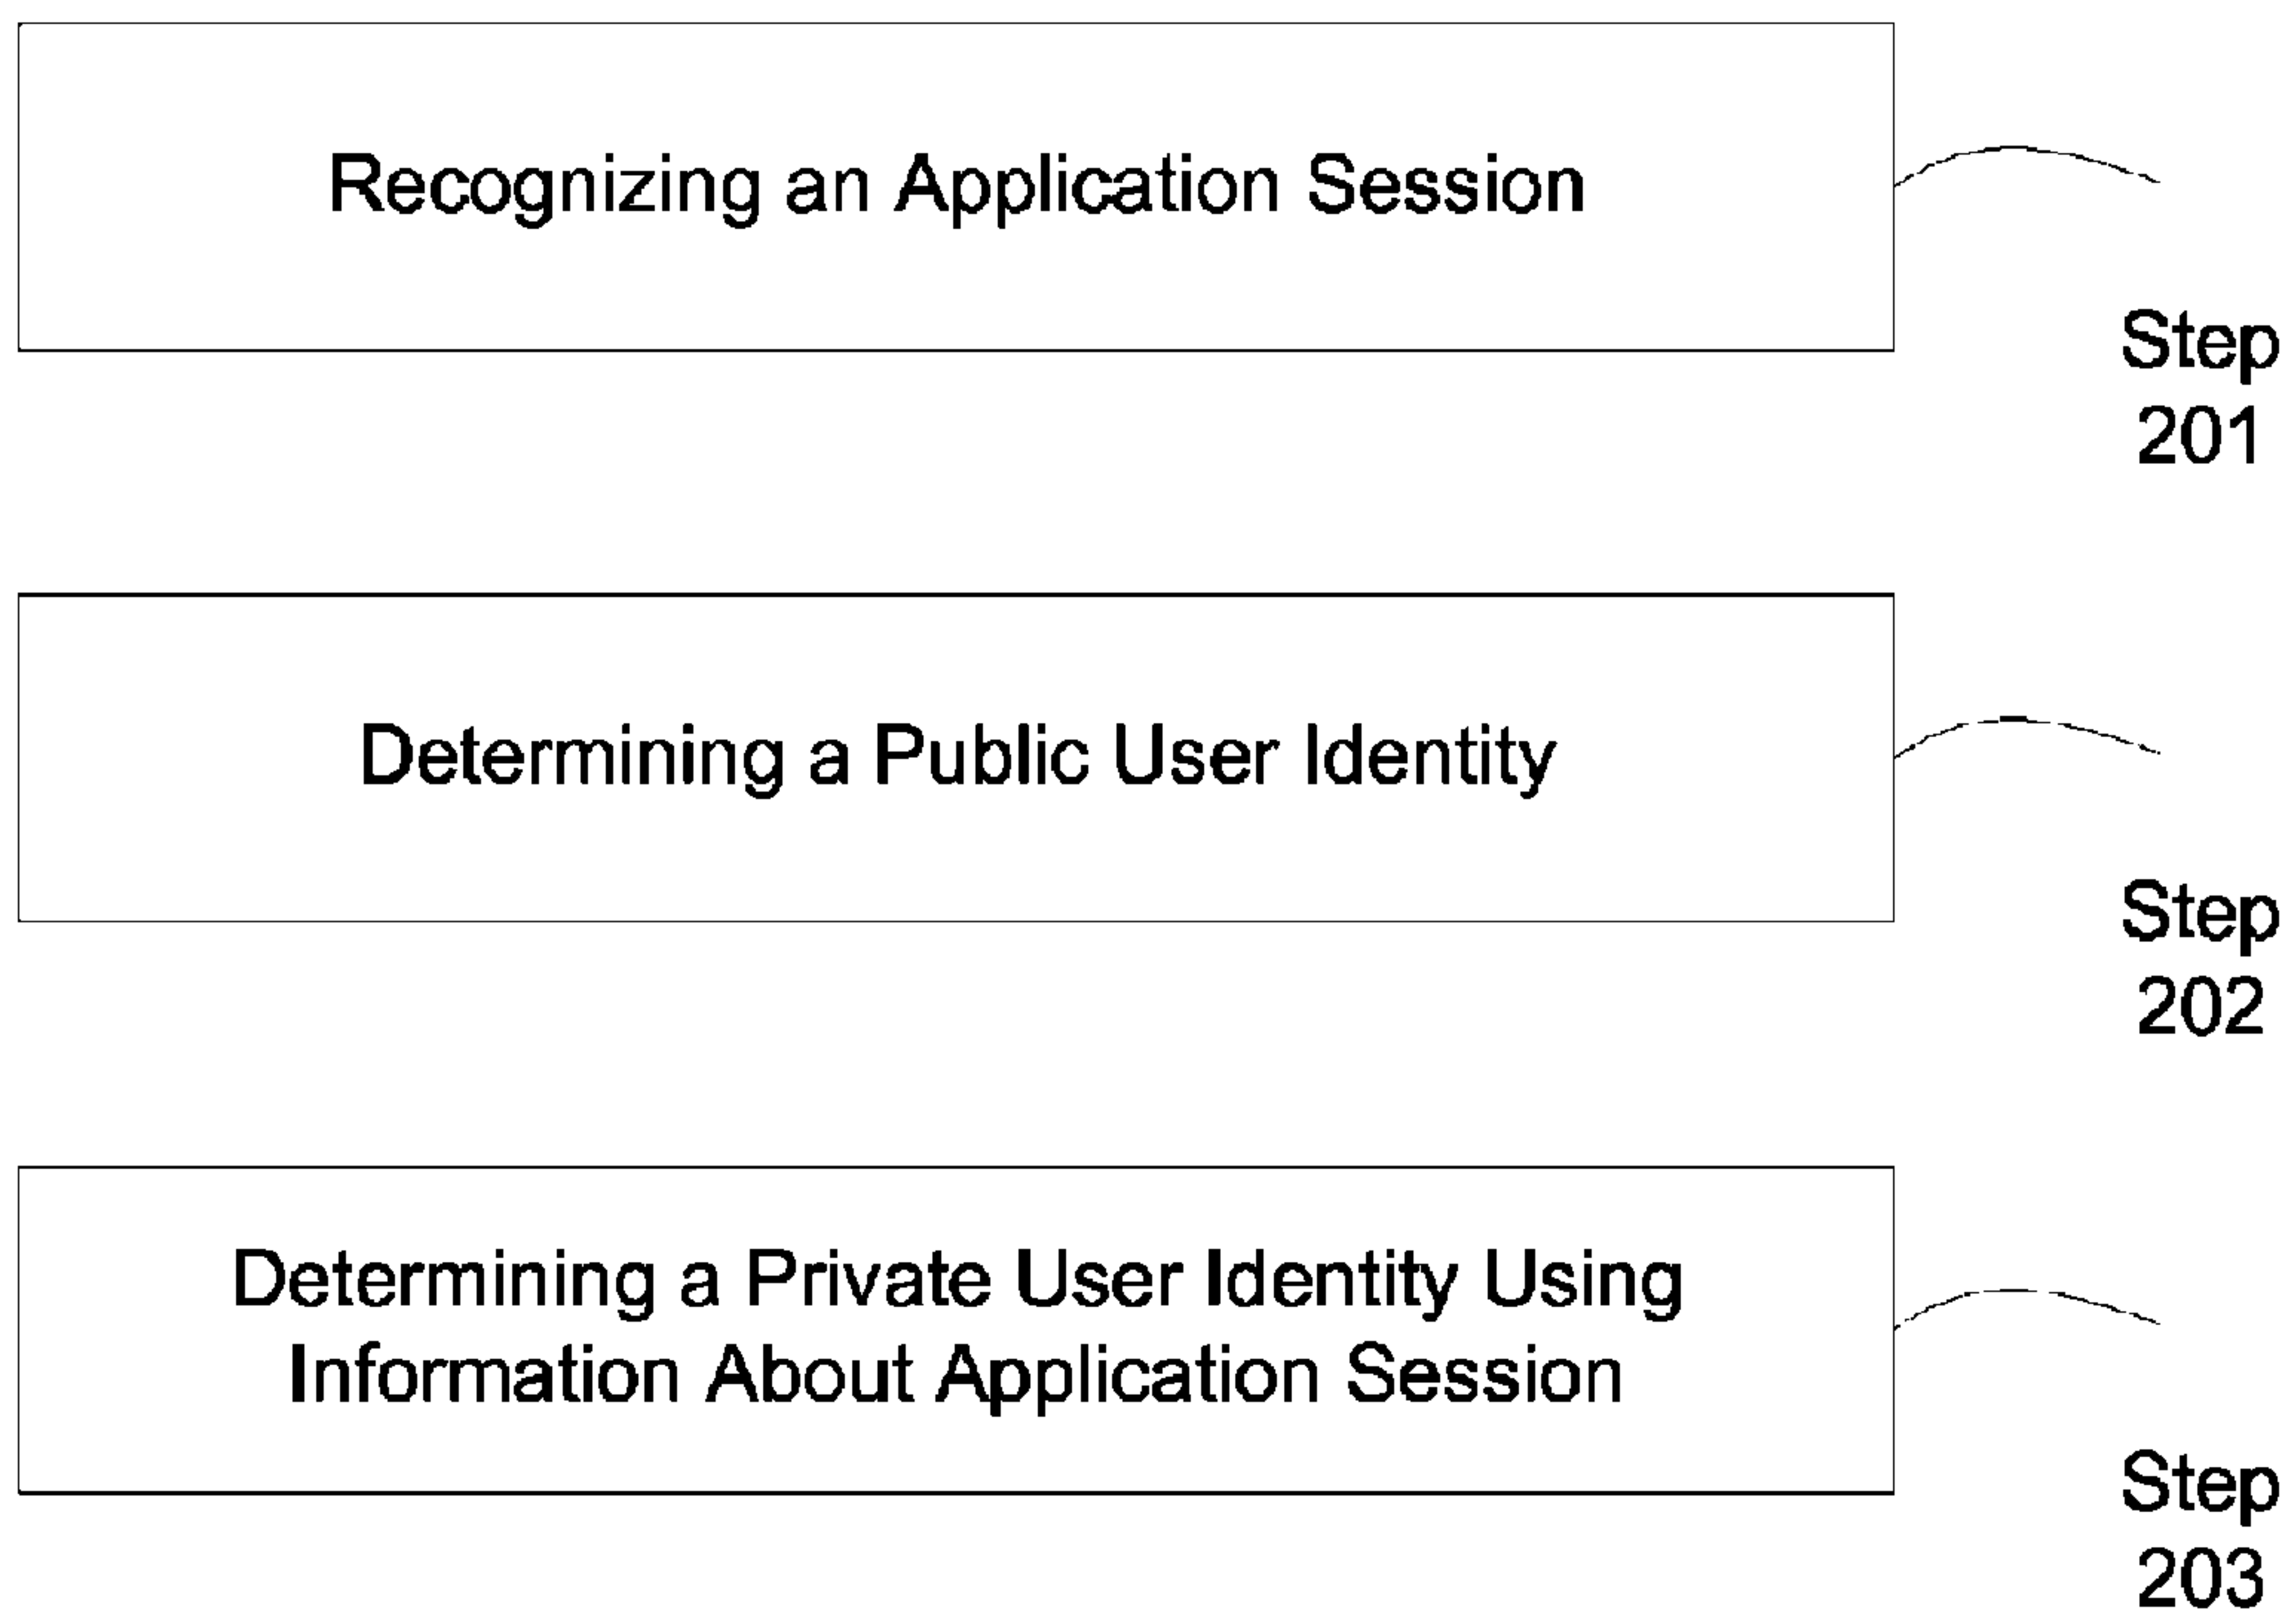 Recognizing an Application Session
Step
201
Determining a Public User Identity
Step
202
Determining a Private User Identity Using
Information About Application Session
Step
203